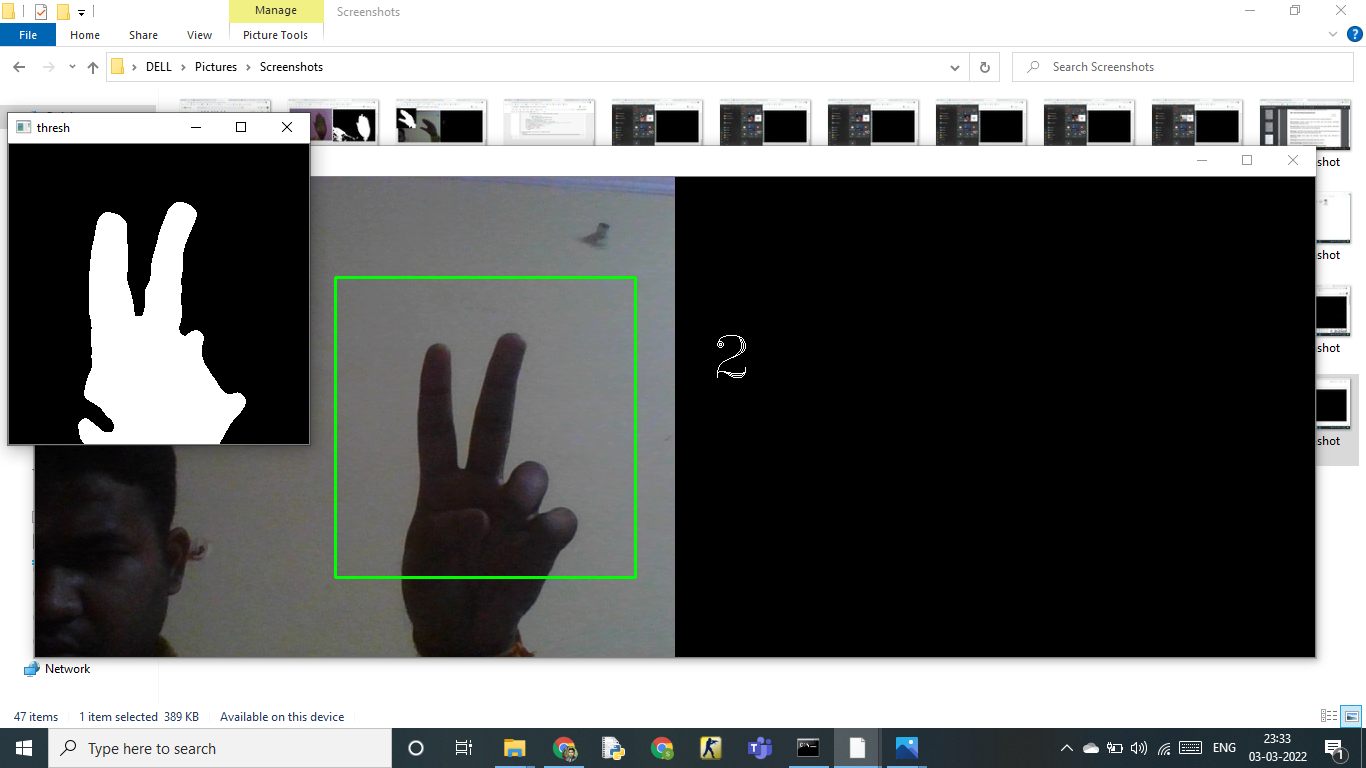 Manage
Screenshots
File
Home
Share
View
Picture Tools
DELL
Pictures
Screenshots
Search Screenshots
thresh
shot
shot
shot
shot
2
Network
47 items
1 item selected 389 KB
Available on this device
Type here to search
ENG
23:33
03-03-2022
1